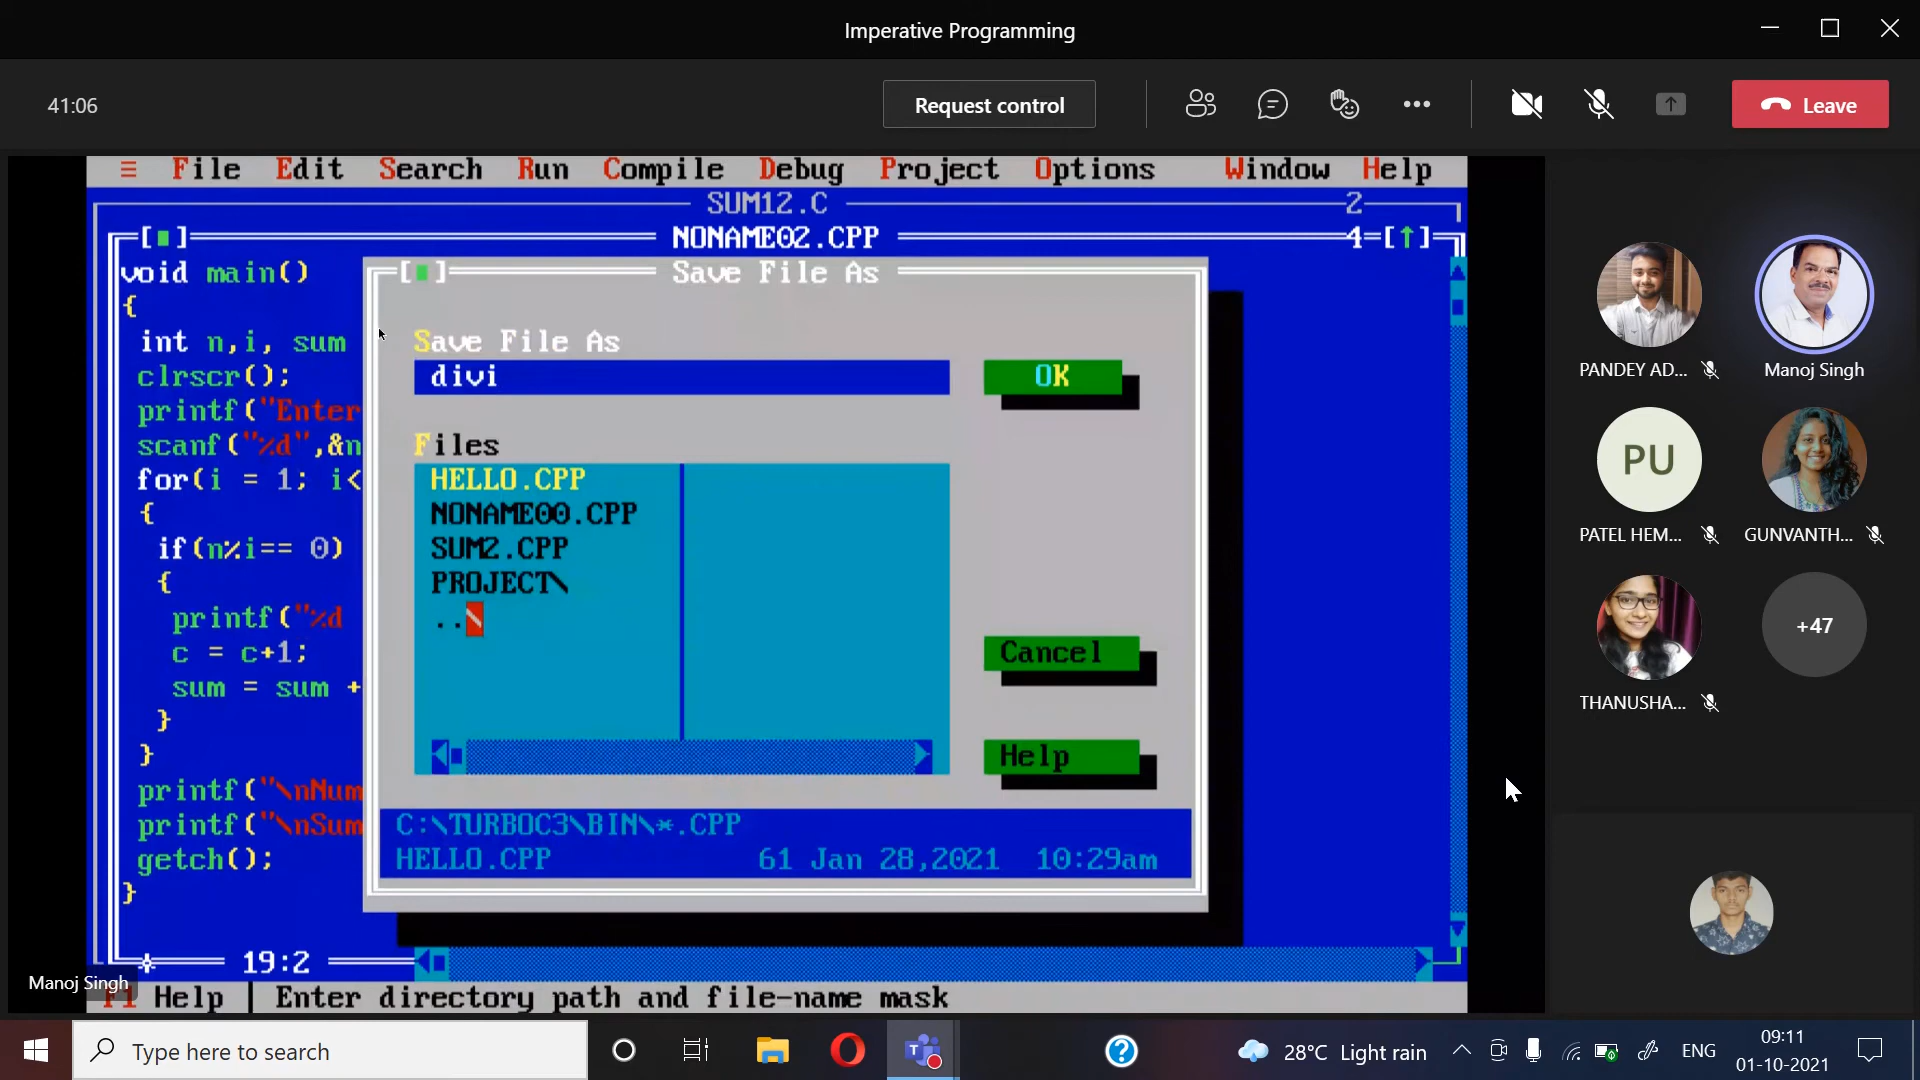 Imperative Programming
41:06
Request control
Leave
≡ File Edit Search Run Compile Debug Project Options Window Help
SUM12.C 2
[■] NONAME02.CPP 4=[↑]
void main()
{
int n,i, sum
clrscr();
printf("Enter
scanf("%d",&n
for(i = 1; i<
{
if(n%i== 0)
{
printf("%d
c = c+1;
sum = sum +
}
}
printf("\nNum
printf("\nSum
getch();
}
19:2
[■] Save File As
Save File As
divi
OK
Files
HELLO.CPP
NONAME00.CPP
SUM2.CPP
PROJECT\
..\
Cancel
Help
C:\TURBOC3\BIN\*.CPP
HELLO.CPP 61 Jan 28,2021 10:29am
F1 Help | Enter directory path and file-name mask
Manoj Singh
PANDEY AD...
Manoj Singh
PU
PATEL HEM...
GUNVANTH...
THANUSHA...
+47
Type here to search
28°C Light rain
ENG
09:11
01-10-2021